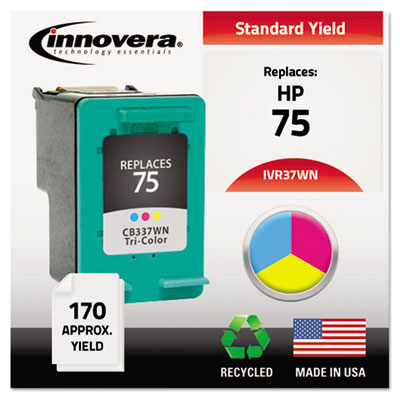 innovera®
technology essentials
Standard Yield
Replaces:
HP
75
IVR37WN
REPLACES
75
CB337WN
Tri-Color
170
APPROX.
YIELD
RECYCLED
MADE IN USA